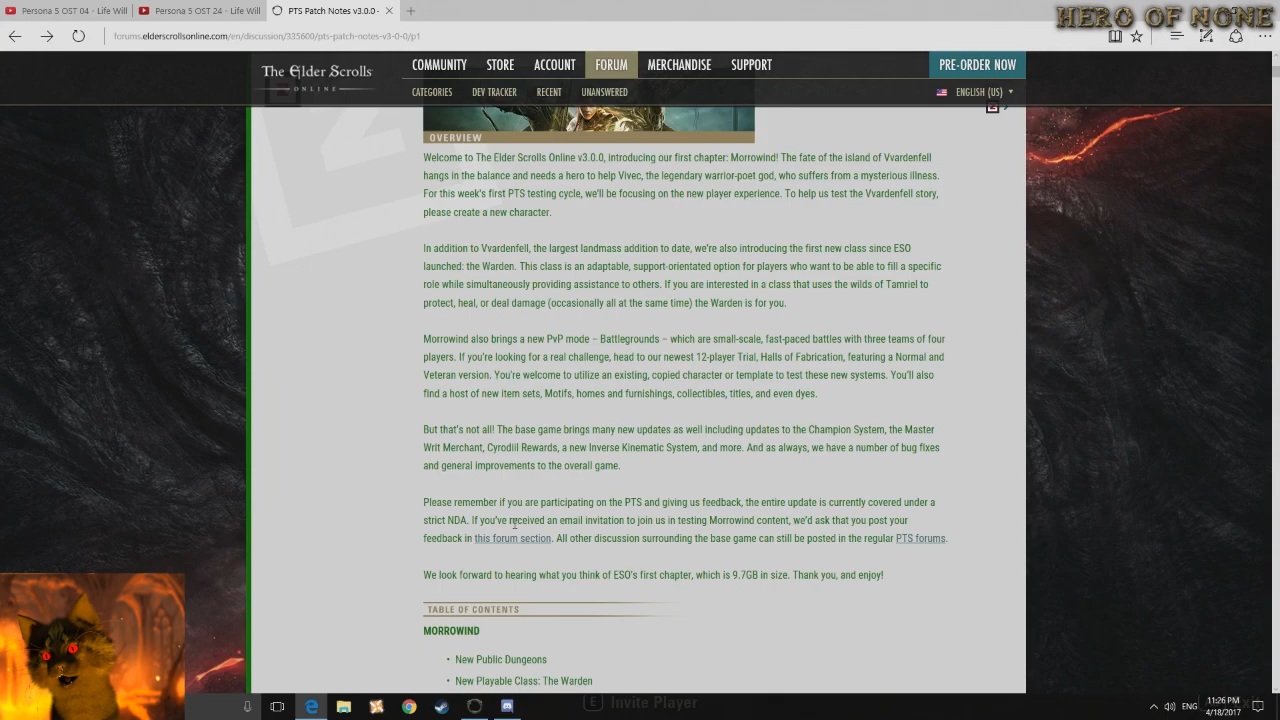 Persona 5 OST 04 - Life Will
Persona 5 OST 24 - Life Will
PTS Patch Notes v3.0.0 -
HERO OF NONE
forums.elderscrollsonline.com/en/discussion/335600/pts-patch-notes-v3-0-0/p1
The Elder Scrolls
ONLINE
COMMUNITY STORE ACCOUNT FORUM MERCHANDISE SUPPORT PRE-ORDER NOW
CATEGORIES DEV TRACKER RECENT UNANSWERED ENGLISH (US)
OVERVIEW
Welcome to The Elder Scrolls Online v3.0.0, introducing our first chapter: Morrowind! The fate of the island of Vvardenfell
hangs in the balance and needs a hero to help Vivec, the legendary warrior-poet god, who suffers from a mysterious illness.
For this week's first PTS testing cycle, we'll be focusing on the new player experience. To help us test the Vvardenfell story,
please create a new character.
In addition to Vvardenfell, the largest landmass addition to date, we're also introducing the first new class since ESO
launched: the Warden. This class is an adaptable, support-orientated option for players who want to be able to fill a specific
role while simultaneously providing assistance to others. If you are interested in a class that uses the wilds of Tamriel to
protect, heal, or deal damage (occasionally all at the same time) the Warden is for you.
Morrowind also brings a new PvP mode – Battlegrounds – which are small-scale, fast-paced battles with three teams of four
players. If you're looking for a real challenge, head to our newest 12-player Trial, Halls of Fabrication, featuring a Normal and
Veteran version. You're welcome to utilize an existing, copied character or template to test these new systems. You'll also
find a host of new item sets, Motifs, homes and furnishings, collectibles, titles, and even dyes.
But that's not all! The base game brings many new updates as well including updates to the Champion System, the Master
Writ Merchant, Cyrodiil Rewards, a new Inverse Kinematic System, and more. And as always, we have a number of bug fixes
and general improvements to the overall game.
Please remember if you are participating on the PTS and giving us feedback, the entire update is currently covered under a
strict NDA. If you've received an email invitation to join us in testing Morrowind content, we'd ask that you post your
feedback in this forum section. All other discussion surrounding the base game can still be posted in the regular PTS forums.
We look forward to hearing what you think of ESO's first chapter, which is 9.7GB in size. Thank you, and enjoy!
TABLE OF CONTENTS
MORROWIND
• New Public Dungeons
• New Playable Class: The Warden
E Invite Player
ENG
11:26 PM
4/18/2017